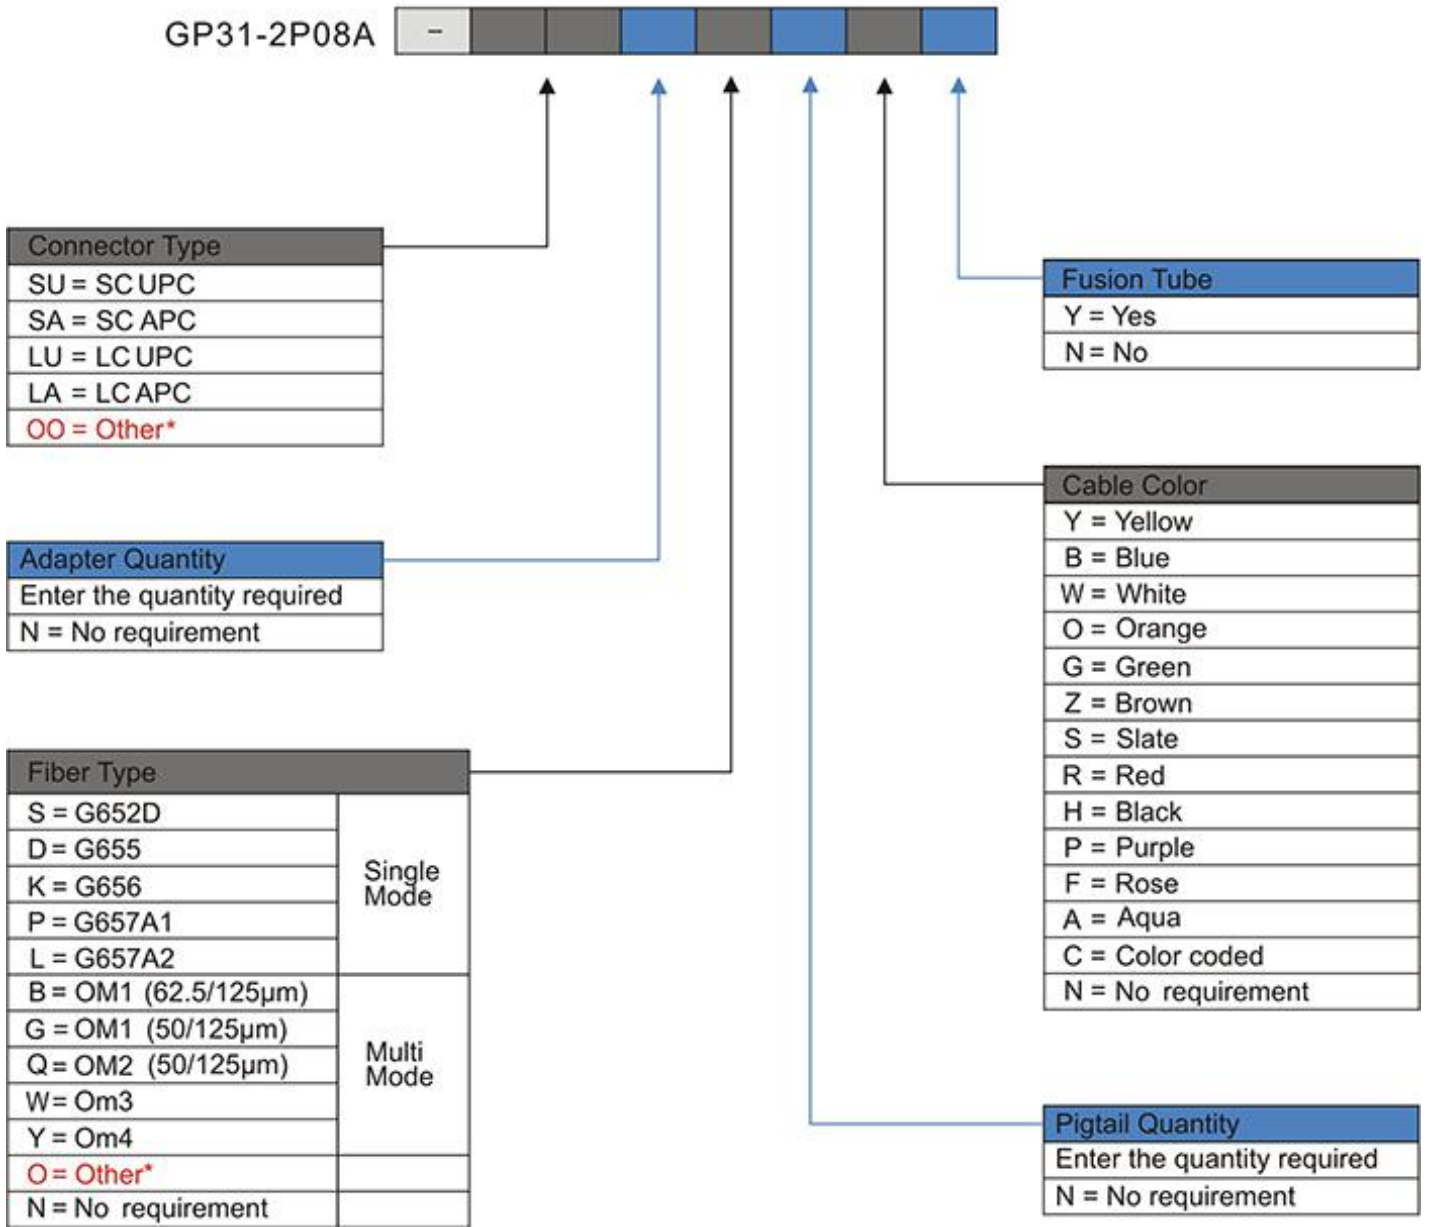 GP31-2P08A -
Connector Type
SU = SC UPC
SA = SC APC
LU = LC UPC
LA = LC APC
OO = Other*
Adapter Quantity
Enter the quantity required
N = No requirement
Fiber Type
S = G652D
D = G655
K = G656
P = G657A1
L = G657A2
Single
Mode
B = OM1 (62.5/125μm)
G = OM1 (50/125μm)
Q = OM2 (50/125μm)
W = Om3
Y = Om4
Multi
Mode
O = Other*
N = No requirement
Fusion Tube
Y = Yes
N = No
Cable Color
Y = Yellow
B = Blue
W = White
O = Orange
G = Green
Z = Brown
S = Slate
R = Red
H = Black
P = Purple
F = Rose
A = Aqua
C = Color coded
N = No requirement
Pigtail Quantity
Enter the quantity required
N = No requirement